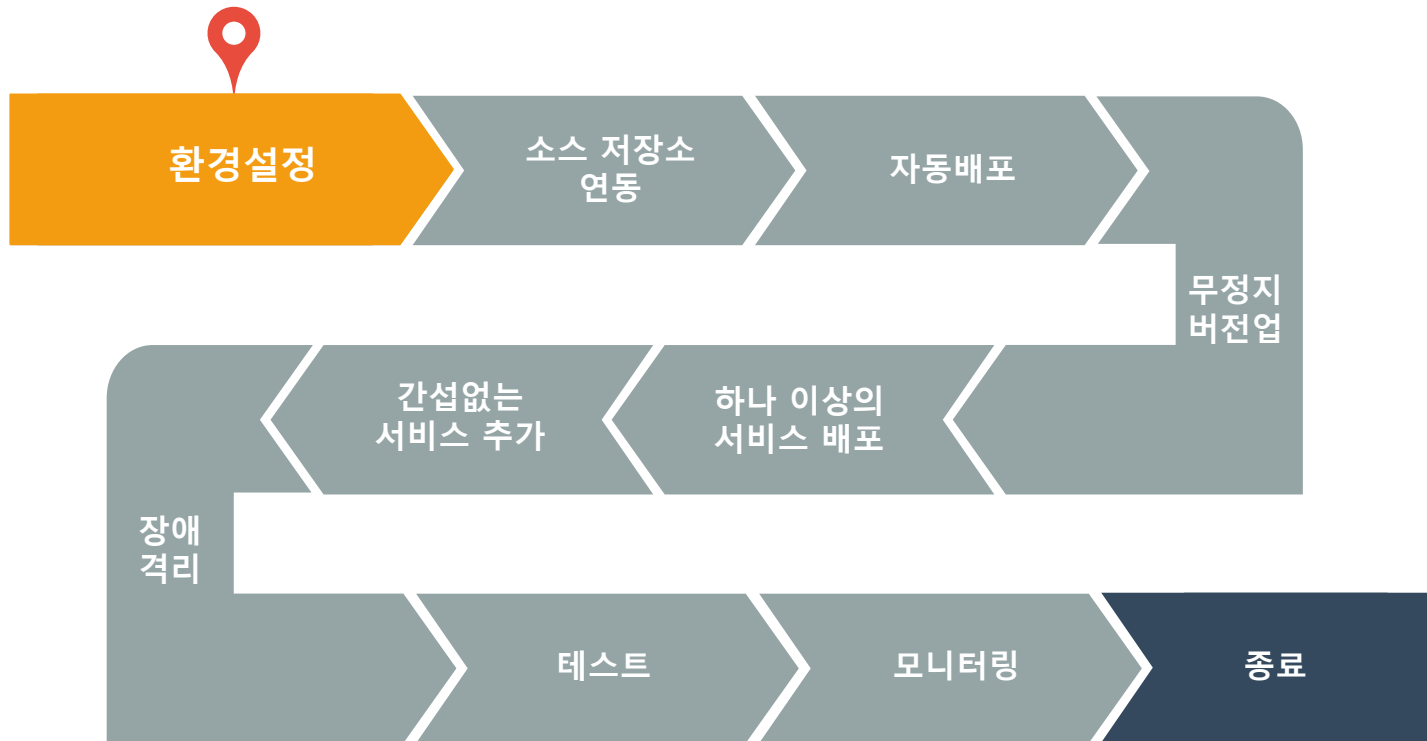 환경설정
소스 저장소
연동
자동배포
무정지
버전업
하나 이상의
서비스 배포
간섭없는
서비스 추가
장애
격리
테스트
모니터링
종료